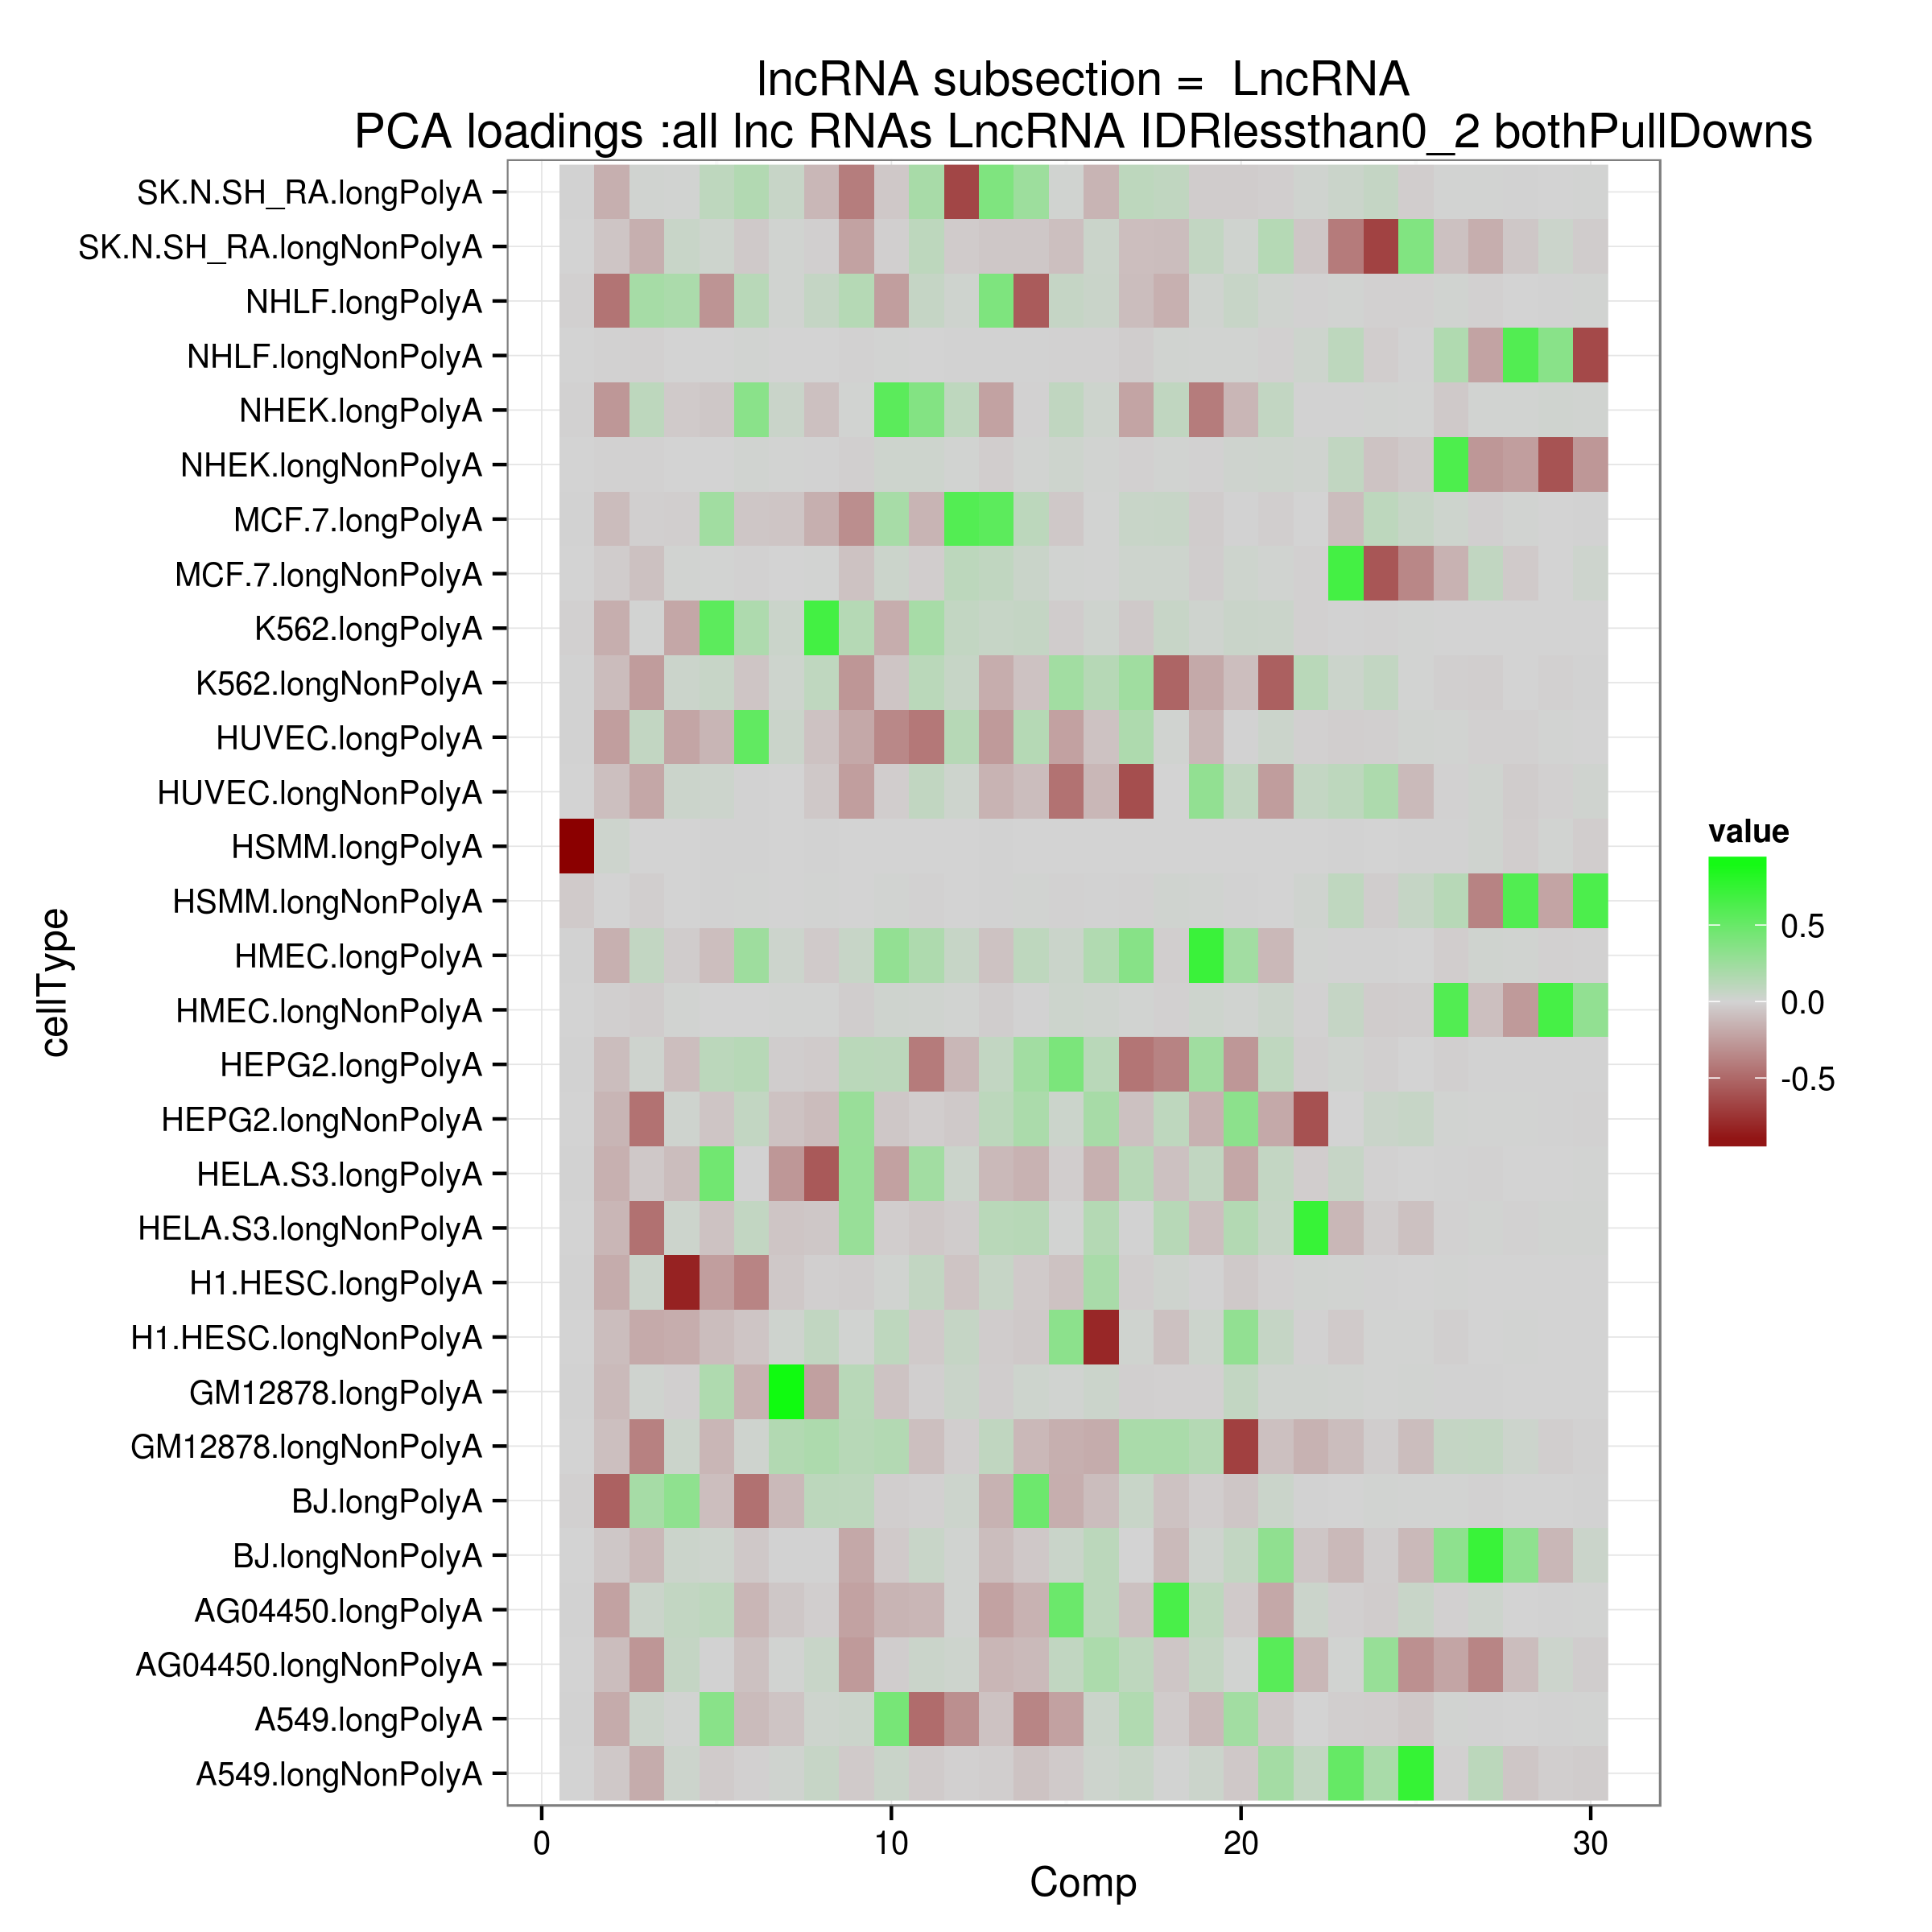 lncRNA subsection =  LncRNA
PCA loadings :all lnc RNAs LncRNA IDRlessthan0_2 bothPullDowns
SK.N.SH_RA.longPolyA
SK.N.SH_RA.longNonPolyA
NHLF.longPolyA
NHLF.longNonPolyA
NHEK.longPolyA
NHEK.longNonPolyA
MCF.7.longPolyA
MCF.7.longNonPolyA
K562.longPolyA
K562.longNonPolyA
HUVEC.longPolyA
HUVEC.longNonPolyA
HSMM.longPolyA
HSMM.longNonPolyA
HMEC.longPolyA
HMEC.longNonPolyA
HEPG2.longPolyA
HEPG2.longNonPolyA
HELA.S3.longPolyA
HELA.S3.longNonPolyA
H1.HESC.longPolyA
H1.HESC.longNonPolyA
GM12878.longPolyA
GM12878.longNonPolyA
BJ.longPolyA
BJ.longNonPolyA
AG04450.longPolyA
AG04450.longNonPolyA
A549.longPolyA
A549.longNonPolyA
cellType
0 10 20 30
Comp
value
0.5
0.0
-0.5